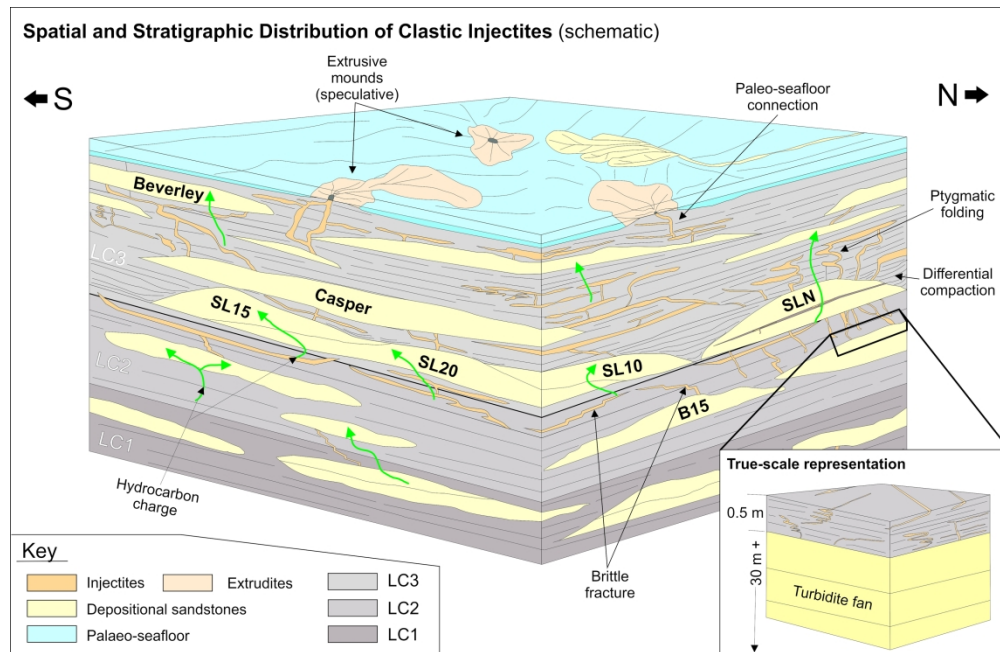 Spatial and Stratigraphic Distribution of Clastic Injectites (schematic)
S
N
Extrusive
mounds
(speculative)
Paleo-seafloor
connection
Ptygmatic
folding
Differential
compaction
Beverley
LC3
Casper
SL15
SLN
LC2
SL20
SL10
B15
LC1
Hydrocarbon
charge
Brittle
fracture
True-scale representation
0.5 m
30 m +
Turbidite fan
Key
Injectites
Extrudites
Depositional sandstones
Palaeo-seafloor
LC3
LC2
LC1